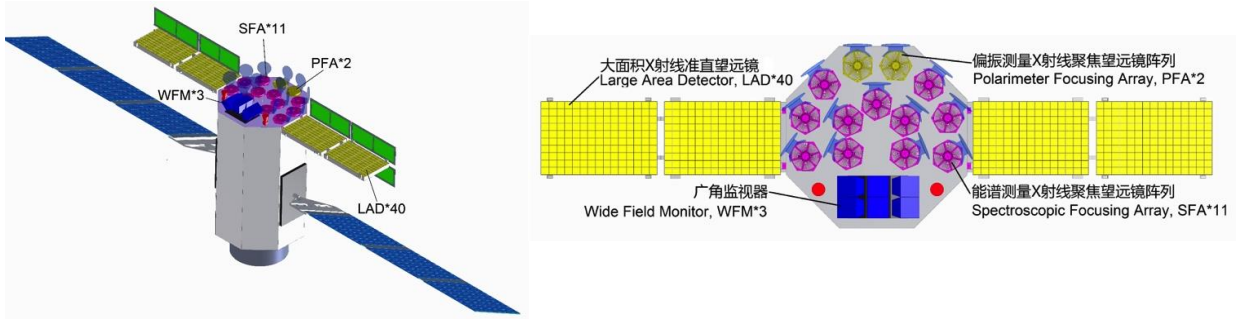 SFA*11
PFA*2
WFM*3
LAD*40
大面积X射线准直望远镜
Large Area Detector, LAD*40
偏振测量X射线聚焦望远镜阵列
Polarimeter Focusing Array, PFA*2
广角监视器
Wide Field Monitor, WFM*3
能谱测量X射线聚焦望远镜阵列
Spectroscopic Focusing Array, SFA*11